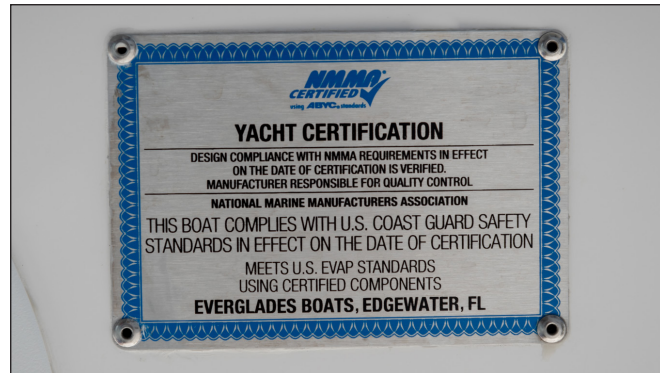 NMMA®
CERTIFIED
using ABYC® standards
YACHT CERTIFICATION
DESIGN COMPLIANCE WITH NMMA REQUIREMENTS IN EFFECT
ON THE DATE OF CERTIFICATION IS VERIFIED.
MANUFACTURER RESPONSIBLE FOR QUALITY CONTROL
NATIONAL MARINE MANUFACTURERS ASSOCIATION
THIS BOAT COMPLIES WITH U.S. COAST GUARD SAFETY
STANDARDS IN EFFECT ON THE DATE OF CERTIFICATION
MEETS U.S. EVAP STANDARDS
USING CERTIFIED COMPONENTS
EVERGLADES BOATS, EDGEWATER, FL